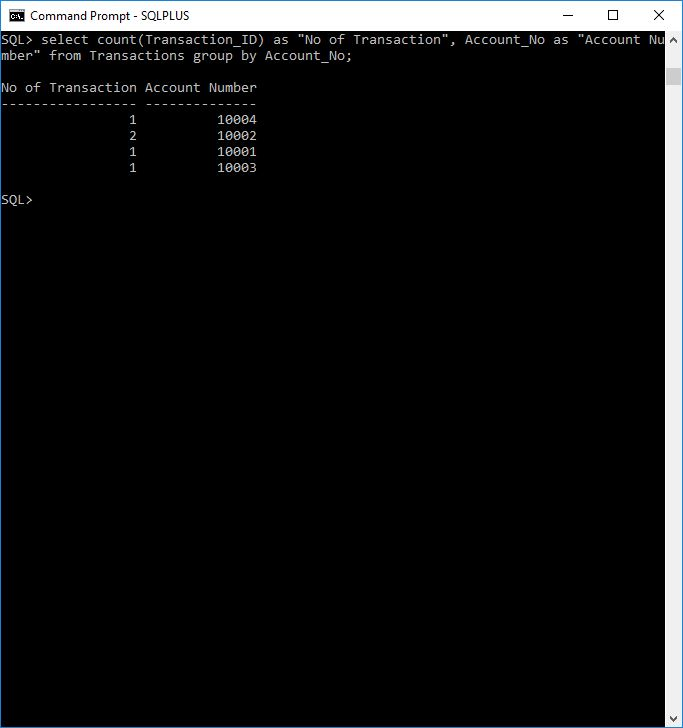 Command Prompt - SQLPLUS
SQL> select count(Transaction_ID) as "No of Transaction", Account_No as "Account Nu
mber" from Transactions group by Account_No;
No of Transaction Account Number
----------------- --------------
1 10004
2 10002
1 10001
1 10003
SQL>